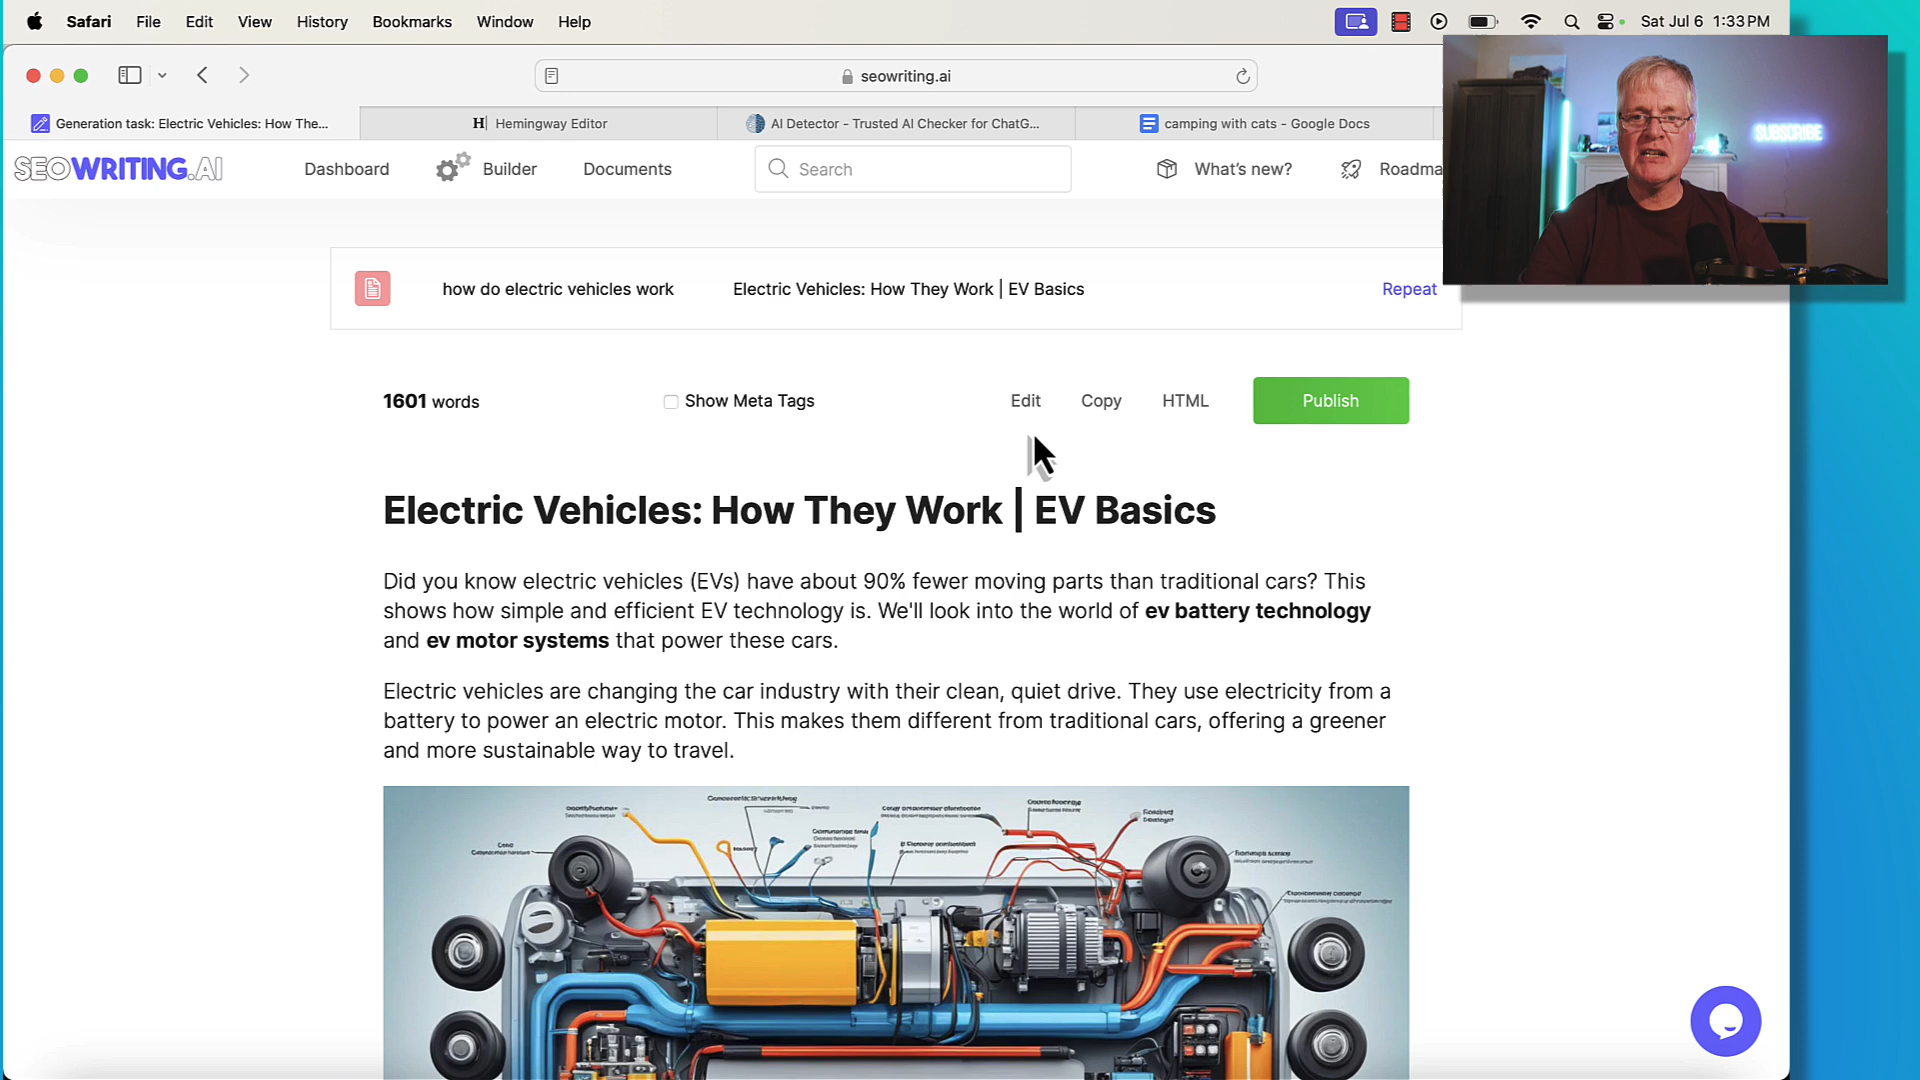 Safari File Edit View History Bookmarks Window Help Sat Jul 6 1:33 PM
seowriting.ai
Generation task: Electric Vehicles: How The... Hemingway Editor AI Detector - Trusted AI Checker for ChatG... camping with cats - Google Docs
SEOWRITING.AI Dashboard Builder Documents Search What's new? Roadma
SUBSCRIBE
how do electric vehicles work Electric Vehicles: How They Work | EV Basics Repeat
1601 words Show Meta Tags Edit Copy HTML Publish
Electric Vehicles: How They Work | EV Basics
Did you know electric vehicles (EVs) have about 90% fewer moving parts than traditional cars? This
shows how simple and efficient EV technology is. We'll look into the world of ev battery technology
and ev motor systems that power these cars.
Electric vehicles are changing the car industry with their clean, quiet drive. They use electricity from a
battery to power an electric motor. This makes them different from traditional cars, offering a greener
and more sustainable way to travel.